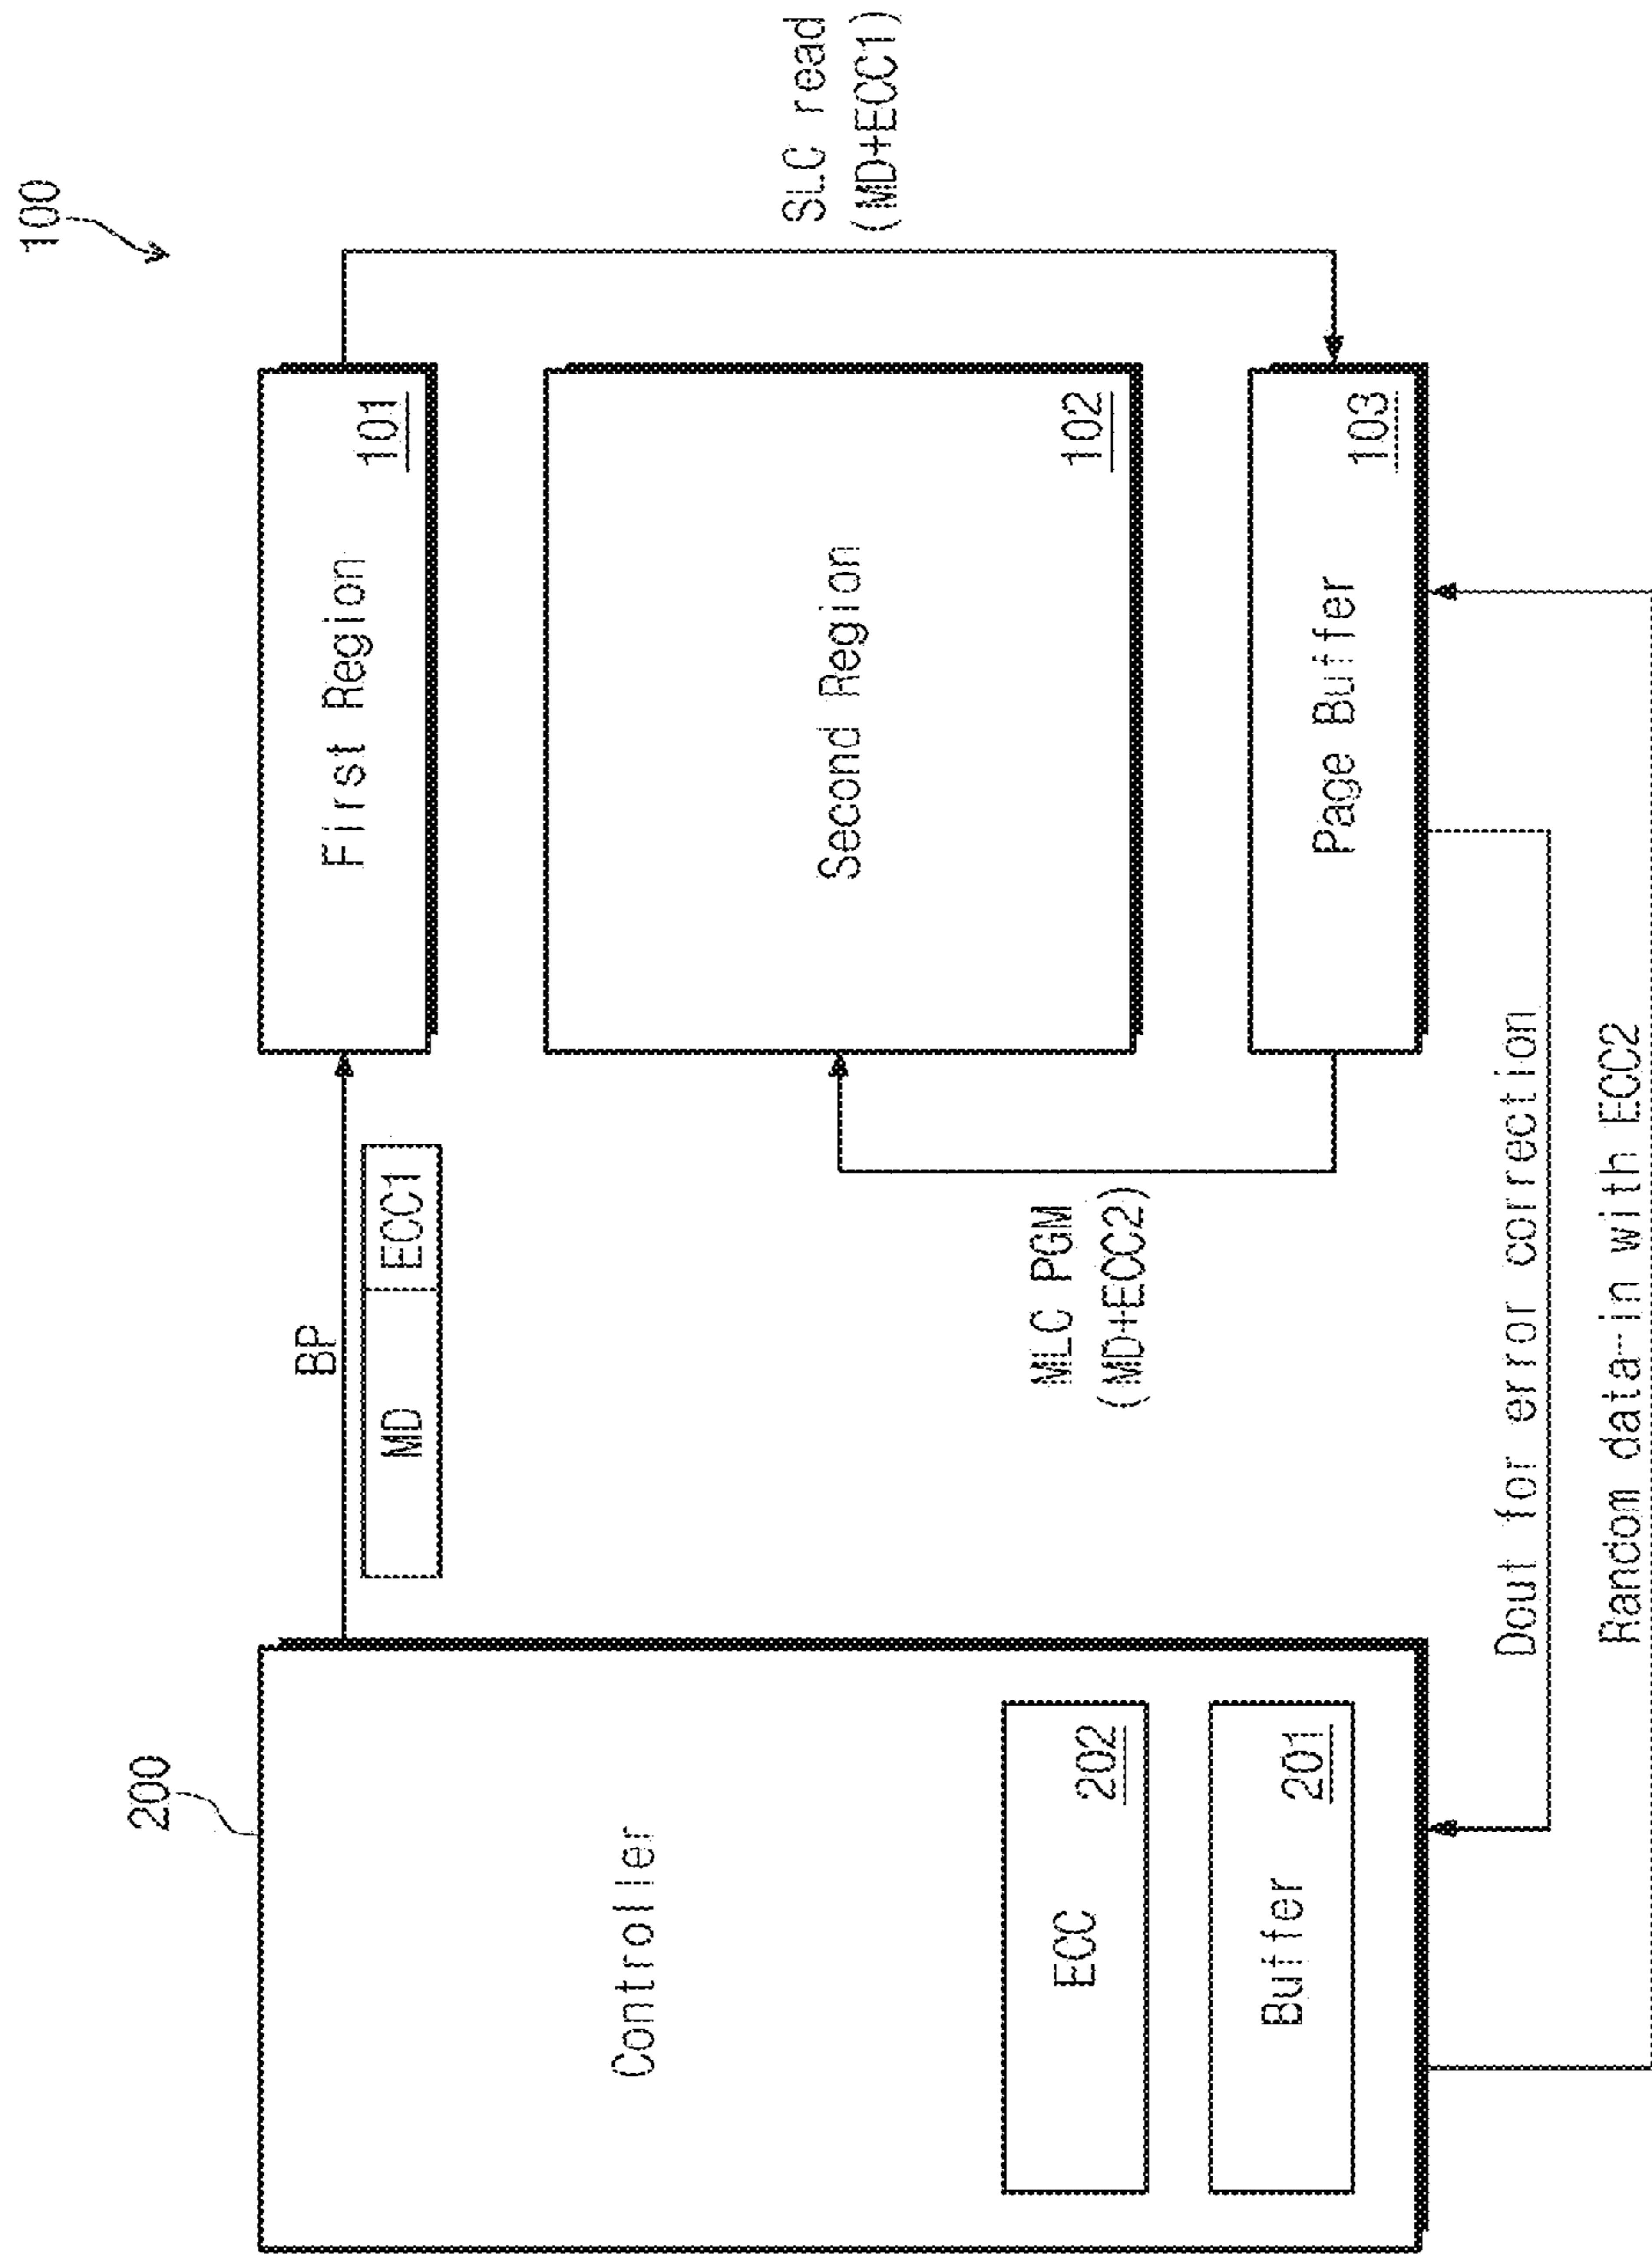 100
200
BP
MD ECC1
First Region
101
SLC read
(MD+ECC1)
Controller
Second Region
102
MLC PGM
(MD+ECC2)
ECC
202
Buffer
201
Page Buffer
103
Dout for error correction
Random data-in with ECC2